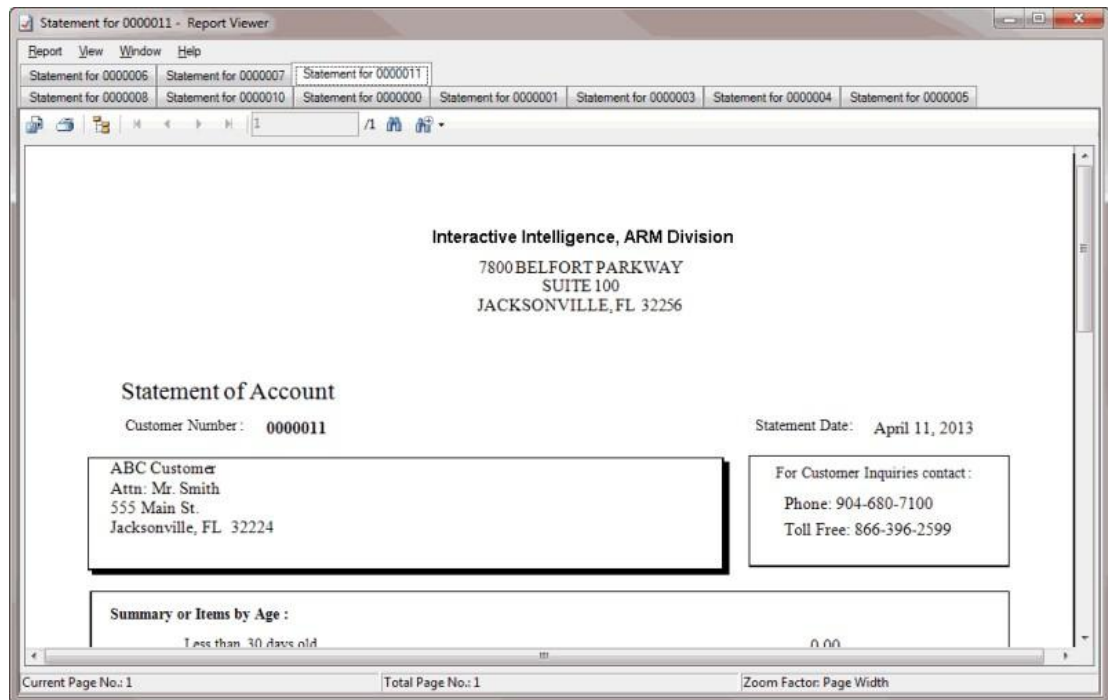 Statement for 0000011 - Report Viewer
Report View Window Help
Statement for 0000006 Statement for 0000007 Statement for 0000011
Statement for 0000008 Statement for 0000010 Statement for 0000000 Statement for 0000001 Statement for 0000003 Statement for 0000004 Statement for 0000005
1 /1
Interactive Intelligence, ARM Division
7800 BELFORT PARKWAY
SUITE 100
JACKSONVILLE, FL 32256
Statement of Account
Customer Number : 0000011 Statement Date: April 11, 2013
ABC Customer
Attn: Mr. Smith
555 Main St.
Jacksonville, FL 32224
For Customer Inquiries contact :
Phone: 904-680-7100
Toll Free: 866-396-2599
Summary or Items by Age :
Less than 30 days old 0.00
Current Page No.: 1 Total Page No.: 1 Zoom Factor: Page Width